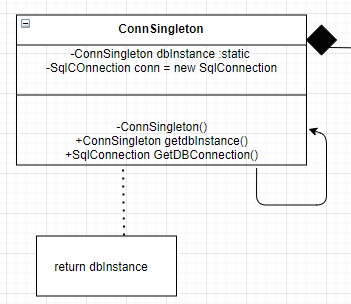 ConnSingleton
-ConnSingleton dbInstance :static
-SqlCOnnection conn = new SqlConnection
-ConnSingleton()
+ConnSingleton getdbInstance()
+SqlConnection GetDBConnection()
return dbInstance